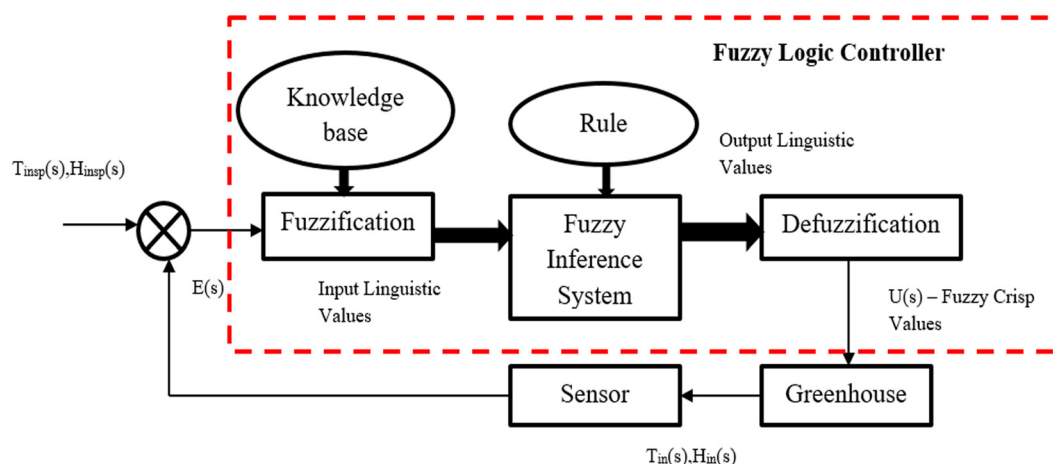 Fuzzy Logic Controller
Knowledge
base
Rule
Output Linguistic
Values
Tinsp(s),Hinsp(s)
Fuzzification
Fuzzy
Inference
System
Defuzzification
E(s)
Input Linguistic
Values
U(s) – Fuzzy Crisp
Values
Sensor
Greenhouse
Tin(s),Hin(s)